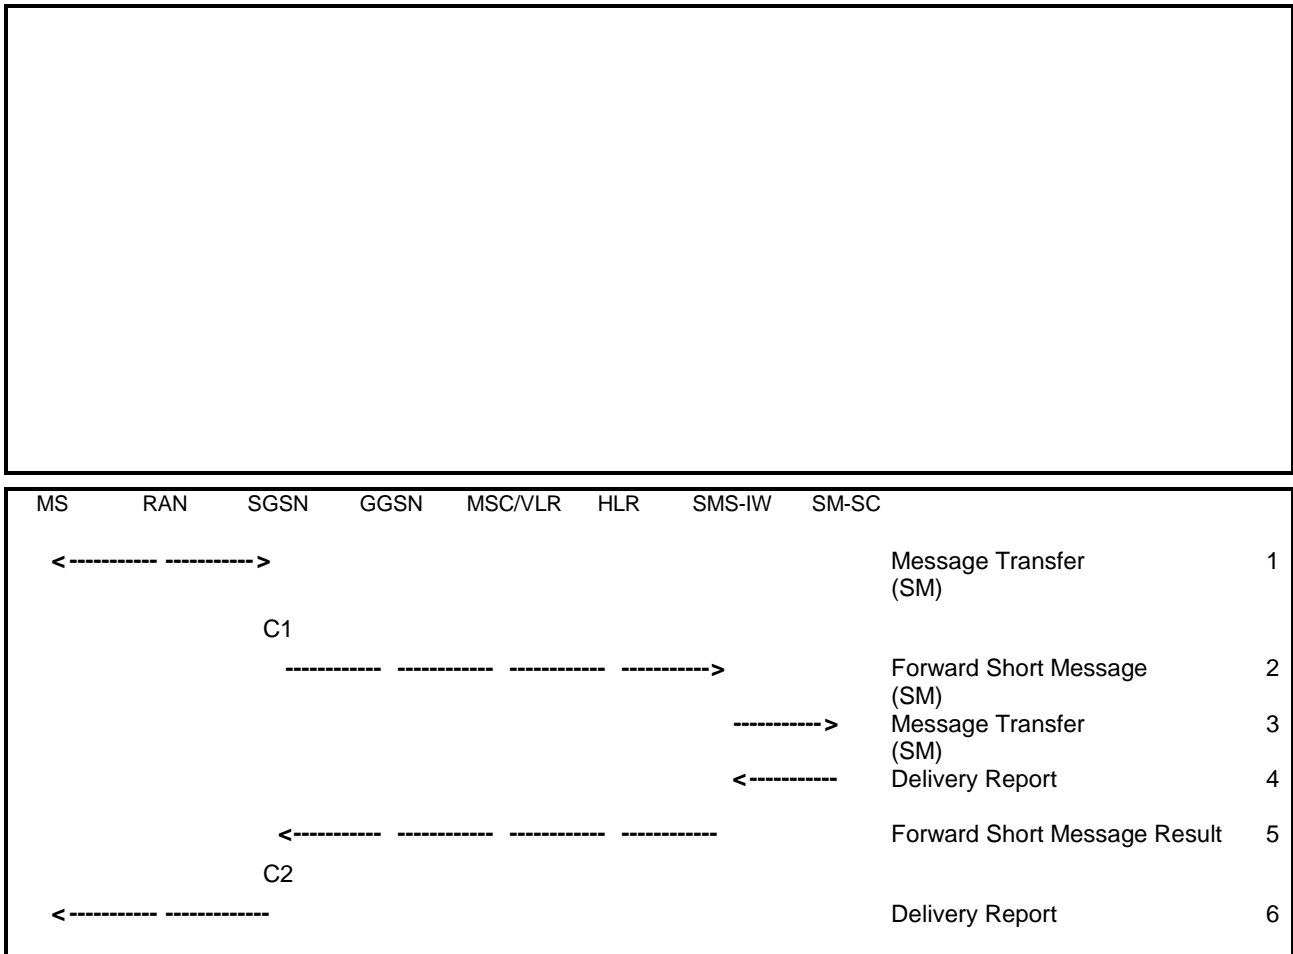 MS RAN SGSN GGSN MSC/VLR HLR SMS-IW SM-SC
<----------- -----------> Message Transfer 1
(SM)
C1
------------ ------------ ------------ -----------> Forward Short Message 2
(SM)
-----------> Message Transfer 3
(SM)
<----------- Delivery Report 4
<----------- ------------ ------------ ------------ Forward Short Message Result 5
C2
<----------- ------------- Delivery Report 6